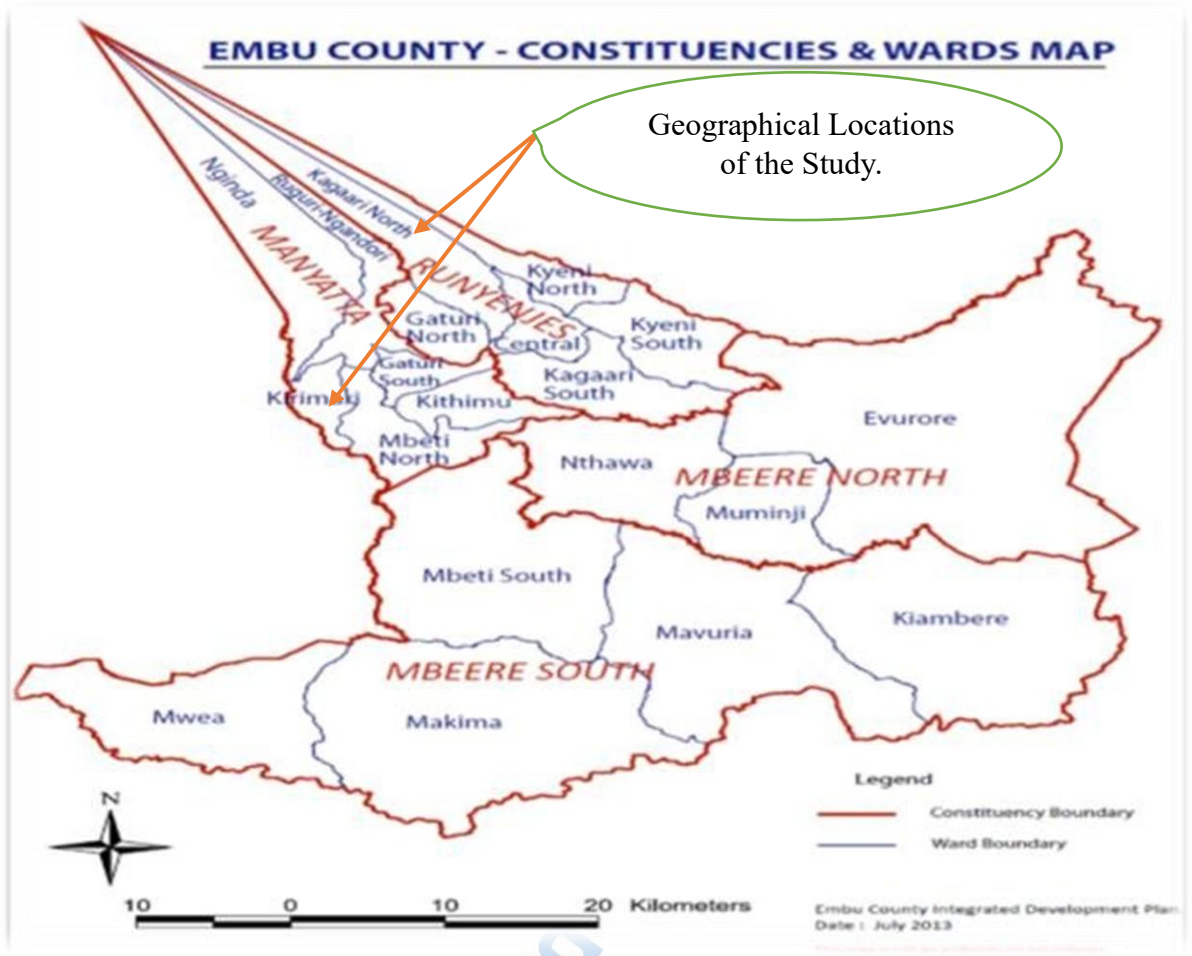 EMBU COUNTY - CONSTITUENCIES & WARDS MAP
Geographical Locations
of the Study.
Nginda
Ruguri-Ngandori
Kagaari North
MANYATTA
RUNYENJES
Kyeni
North
Gaturi
North
Central
Kyeni
South
Gaturi
South
Kagaari
South
Kirimari
Kithimu
Mbeti
North
Evurore
Nthawa
MBEERE NORTH
Muminji
Mbeti South
Mavuria
Kiambere
MBEERE SOUTH
Mwea
Makima
Legend
Constituency Boundary
Ward Boundary
N
10
0
10
20
Kilometers
Embu County Integrated Development Plan.
Date : July 2013